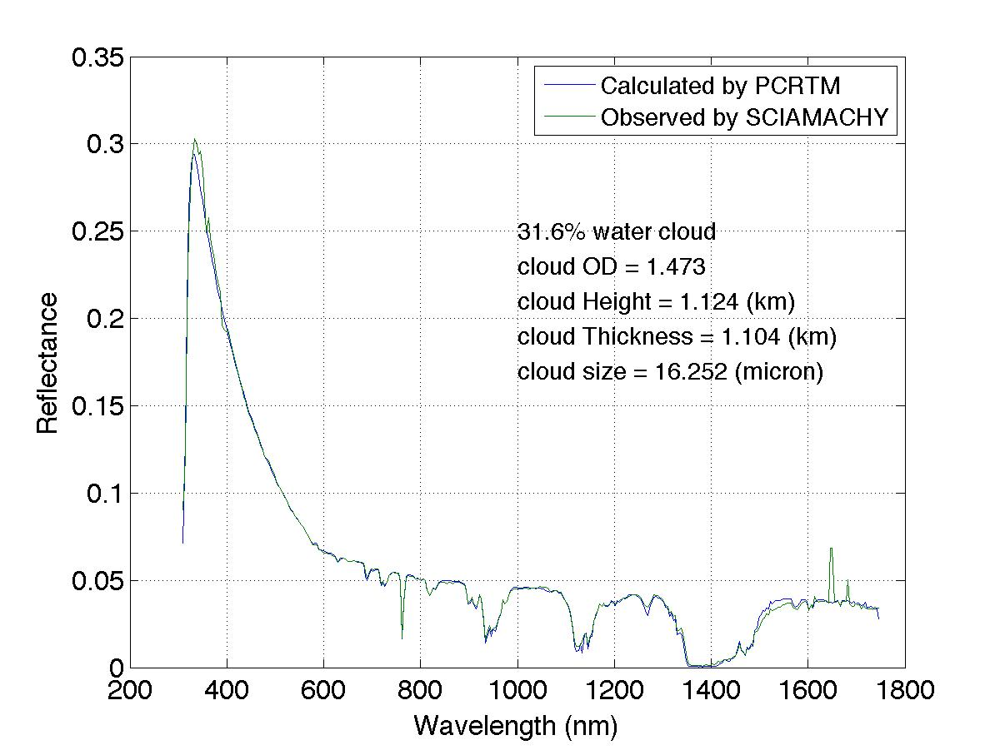 0.35
0.3
0.25
0.2
0.15
0.1
0.05
0
Reflectance
Calculated by PCRTM
Observed by SCIAMACHY
31.6% water cloud
cloud OD = 1.473
cloud Height = 1.124 (km)
cloud Thickness = 1.104 (km)
cloud size = 16.252 (micron)
200 400 600 800 1000 1200 1400 1600 1800
Wavelength (nm)